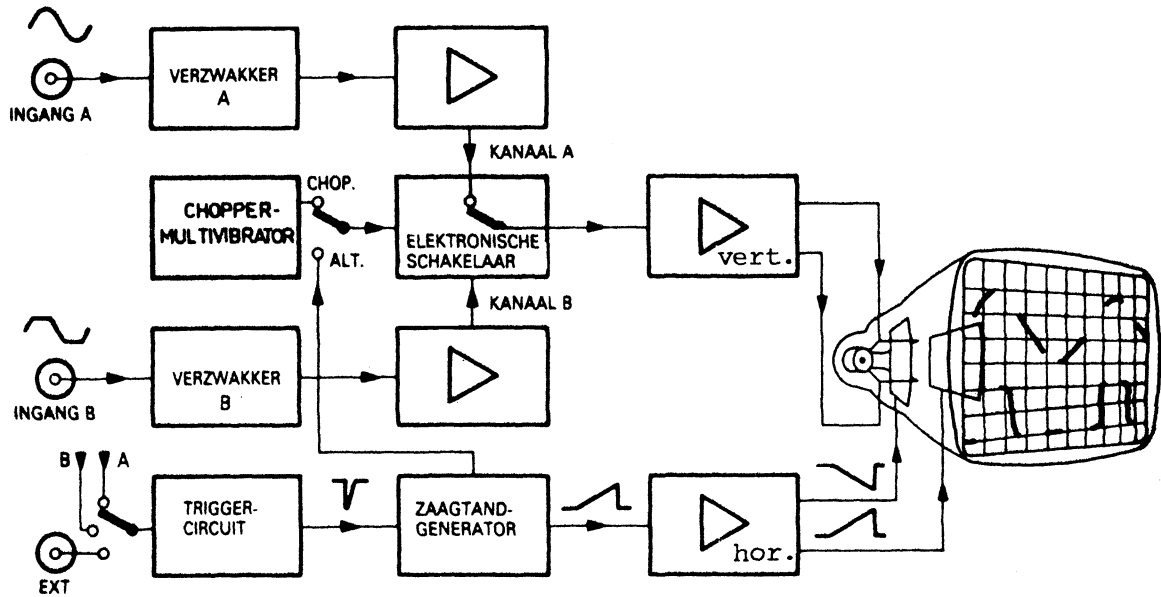 INGANG A
VERZWAKKER
A
KANAAL A
CHOPPER-
MULTIVIBRATOR
CHOP.
ALT.
ELEKTRONISCHE
SCHAKELAAR
vert.
KANAAL B
INGANG B
VERZWAKKER
B
B
A
EXT
TRIGGER-
CIRCUIT
ZAAGTAND-
GENERATOR
hor.